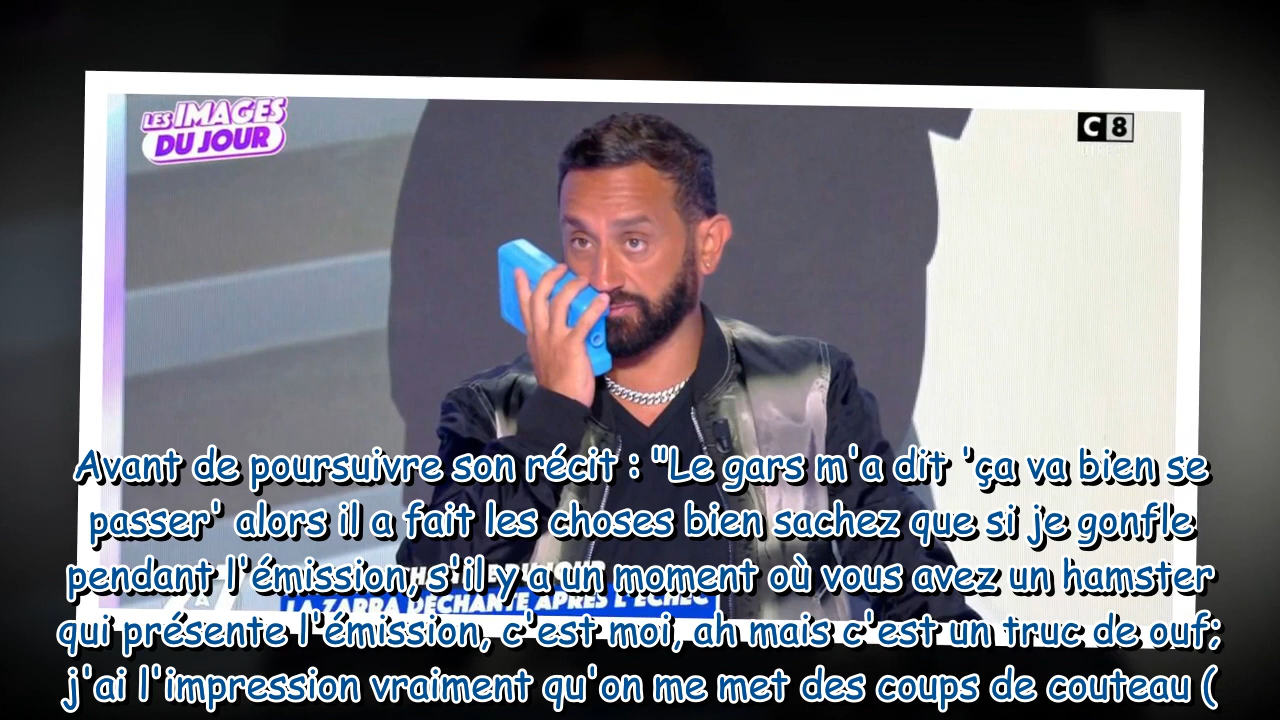 LES IMAGES
DU JOUR
C8
Avant de poursuivre son récit : "Le gars m'a dit 'ça va bien se
passer' alors il a fait les choses bien sachez que si je gonfle
pendant l'émission, s'il y a un moment où vous avez un hamster
DU JOUR
LA ZARRA DÉCHANTE APRÈS L'ÉCHEC
qui présente l'émission, c'est moi, ah mais c'est un truc de ouf;
j'ai l'impression vraiment qu'on me met des coups de couteau (